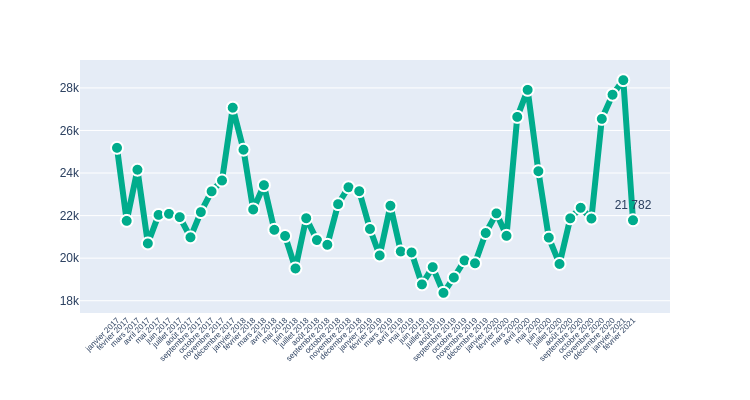 28k
26k
24k
22k
20k
18k
21 782
janvier 2017
février 2017
mars 2017
avril 2017
mai 2017
juin 2017
juillet 2017
août 2017
septembre 2017
octobre 2017
novembre 2017
décembre 2017
janvier 2018
février 2018
mars 2018
avril 2018
mai 2018
juin 2018
juillet 2018
août 2018
septembre 2018
octobre 2018
novembre 2018
décembre 2018
janvier 2019
février 2019
mars 2019
avril 2019
mai 2019
juin 2019
juillet 2019
août 2019
septembre 2019
octobre 2019
novembre 2019
décembre 2019
janvier 2020
février 2020
mars 2020
avril 2020
mai 2020
juin 2020
juillet 2020
août 2020
septembre 2020
octobre 2020
novembre 2020
décembre 2020
janvier 2021
février 2021